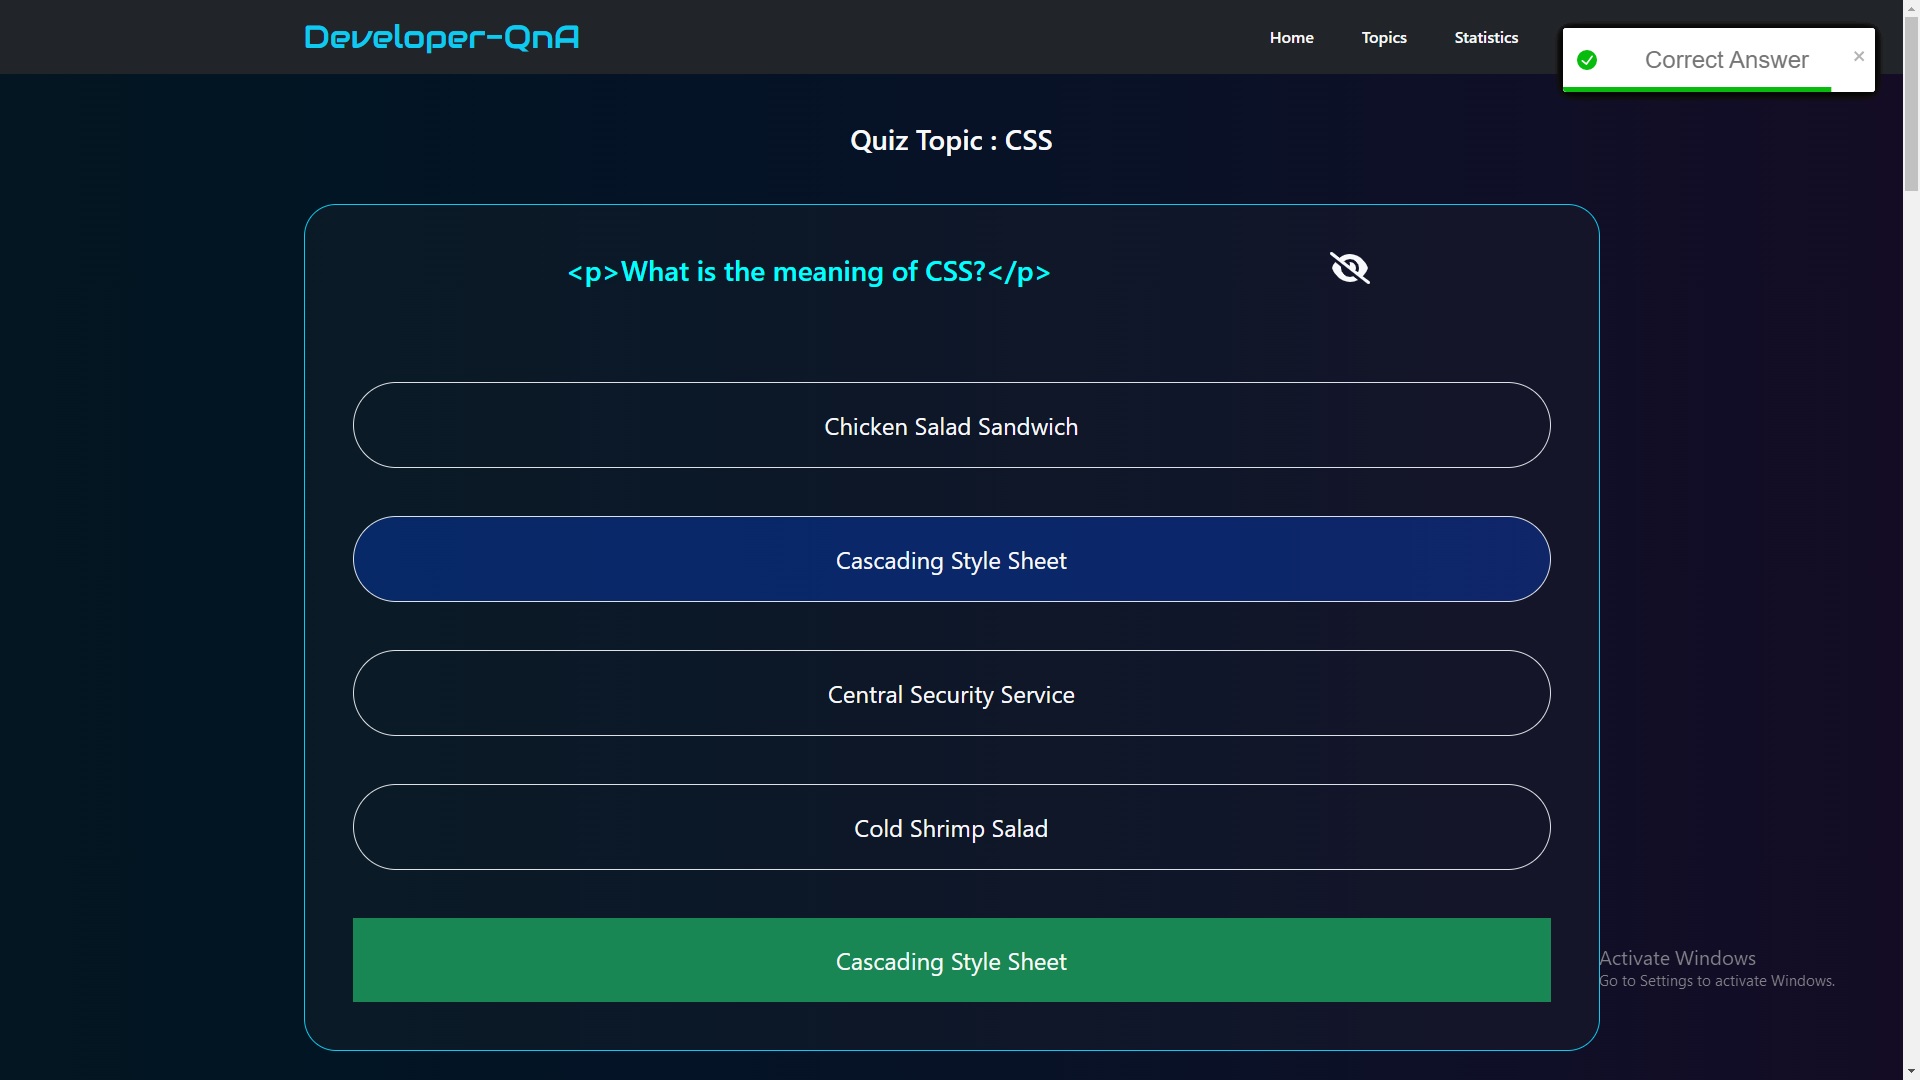 Developer-QnA
Home
Topics
Statistics
Correct Answer
×
Quiz Topic : CSS
<p>What is the meaning of CSS?</p>
Chicken Salad Sandwich
Cascading Style Sheet
Central Security Service
Cold Shrimp Salad
Cascading Style Sheet
Activate Windows
Go to Settings to activate Windows.